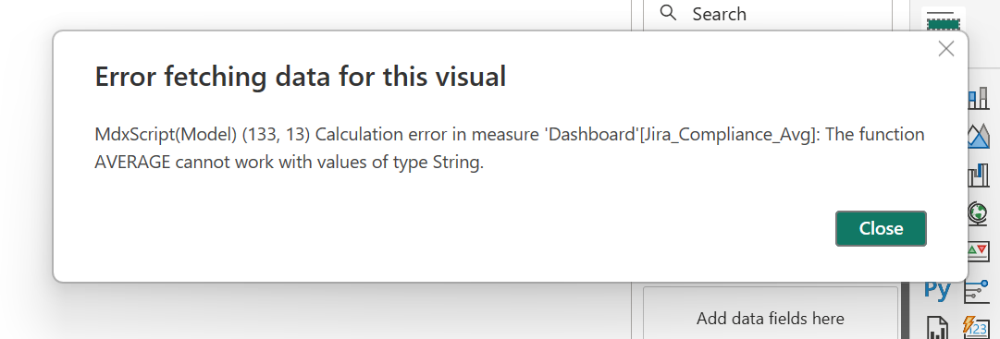 Search
Error fetching data for this visual
MdxScript(Model) (133, 13) Calculation error in measure 'Dashboard'[Jira_Compliance_Avg]: The function
AVERAGE cannot work with values of type String.
Close
Py
Add data fields here
123